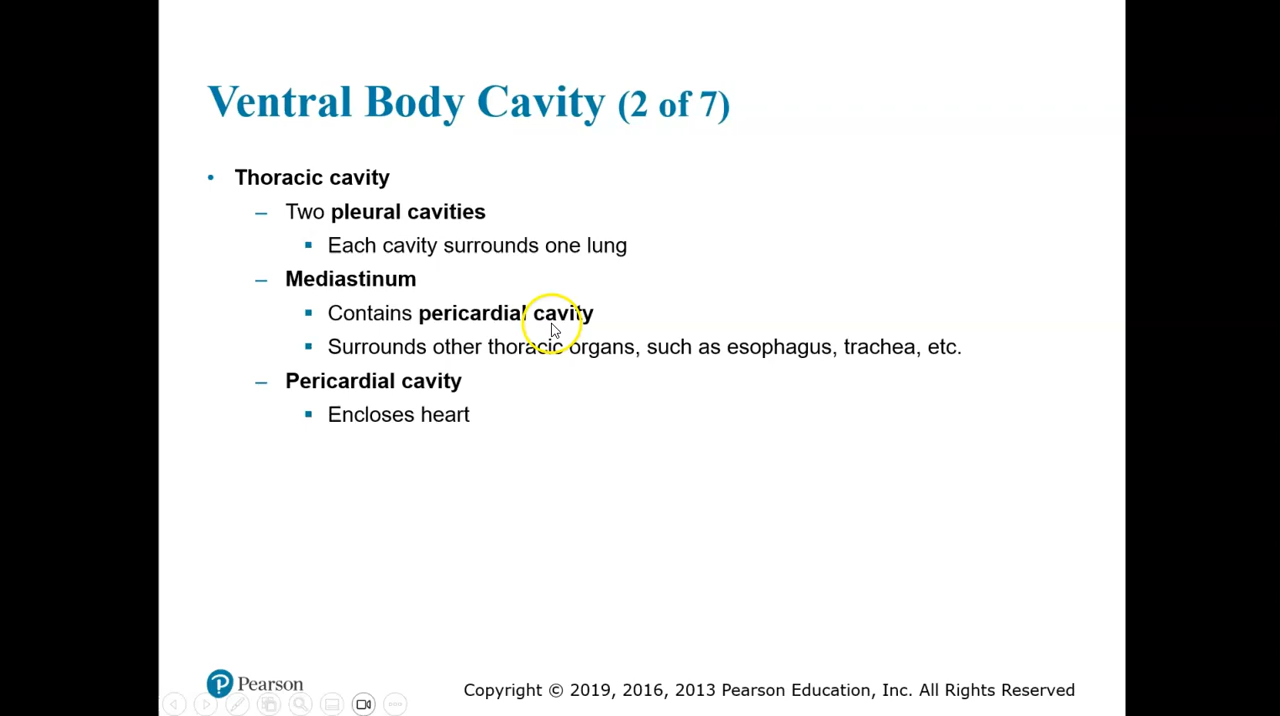 Ventral Body Cavity (2 of 7)
• Thoracic cavity
– Two pleural cavities
▪ Each cavity surrounds one lung
– Mediastinum
▪ Contains pericardial cavity
▪ Surrounds other thoracic organs, such as esophagus, trachea, etc.
– Pericardial cavity
▪ Encloses heart
P Pearson
Copyright © 2019, 2016, 2013 Pearson Education, Inc. All Rights Reserved